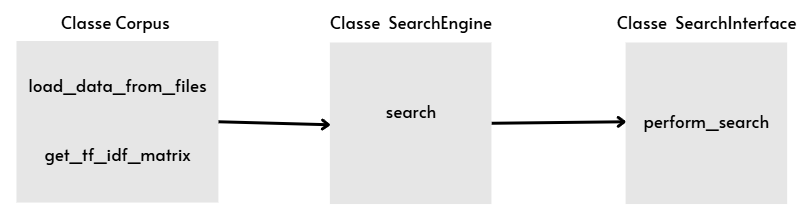 Classe Corpus
load_data_from_files
get_tf_idf_matrix
Classe SearchEngine
search
Classe SearchInterface
perform_search